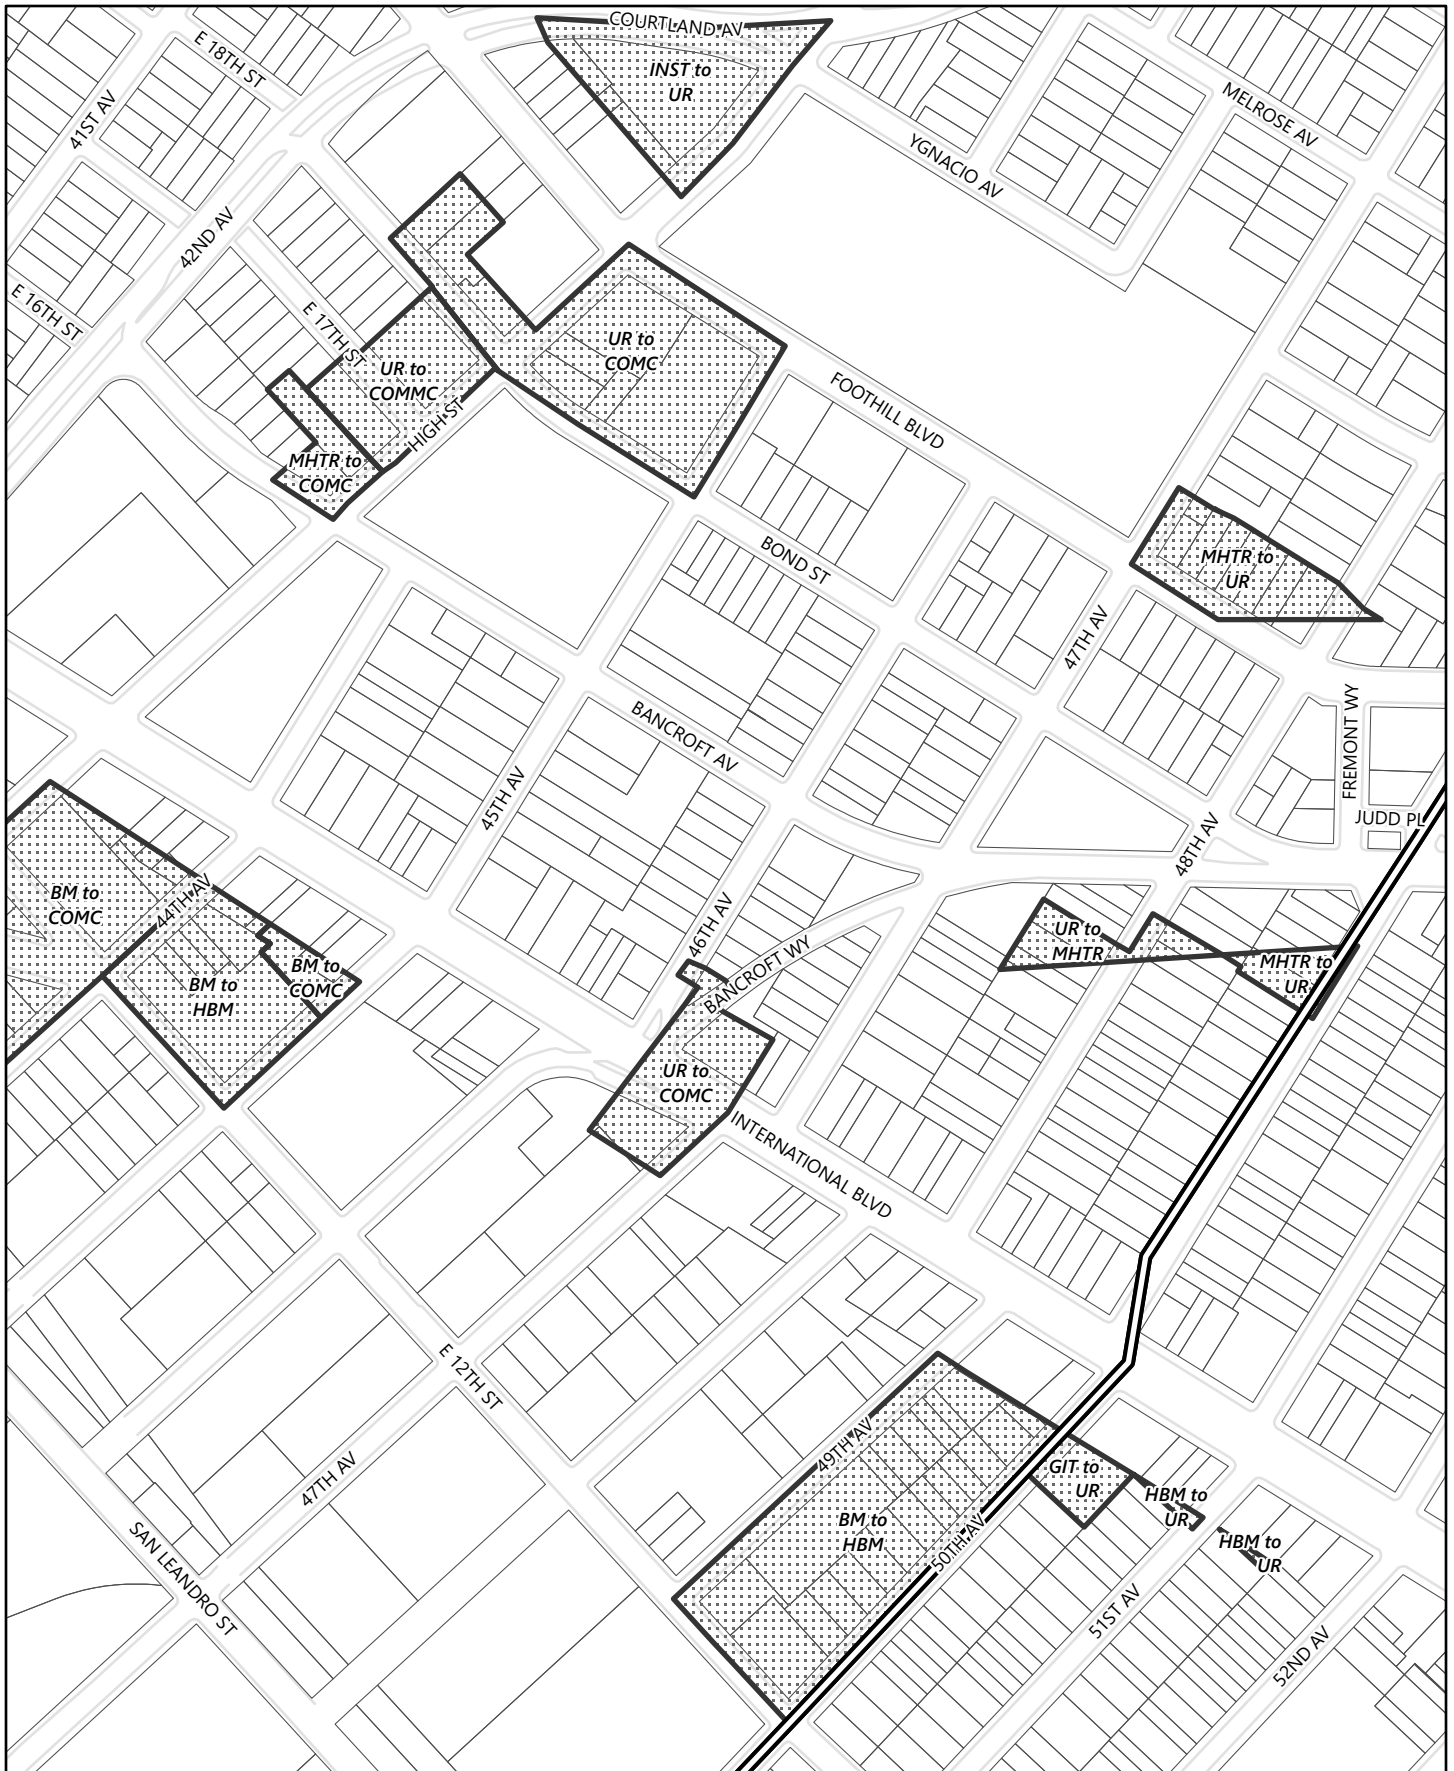 COURTLAND AV
E 18TH ST
INST to
UR
41ST AV
MELROSE AV
YGNACIO AV
42ND AV
E 16TH ST
E 17TH ST
UR to
COMC
UR to
COMMC
FOOTHILL BLVD
HIGH ST
MHTR to
COMC
BOND ST
MHTR to
UR
47TH AV
BANCROFT AV
FREMONT WY
45TH AV
JUDD PL
48TH AV
BM to
COMC
44TH AV
46TH AV
UR to
MHTR
BANCROFT WY
MHTR to
UR
BM to
COMC
BM to
HBM
UR to
COMC
INTERNATIONAL BLVD
E 12TH ST
49TH AV
47TH AV
GIT to
UR
HBM to
UR
BM to
HBM
50TH AV
HBM to
UR
SAN LEANDRO ST
51ST AV
52ND AV